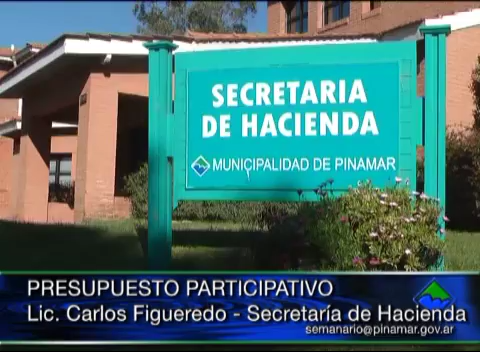 SECRETARIA
DE HACIENDA
MUNICIPALIDAD DE PINAMAR
PRESUPUESTO PARTICIPATIVO
Lic. Carlos Figueredo - Secretaría de Hacienda
semanario@pinamar.gov.ar